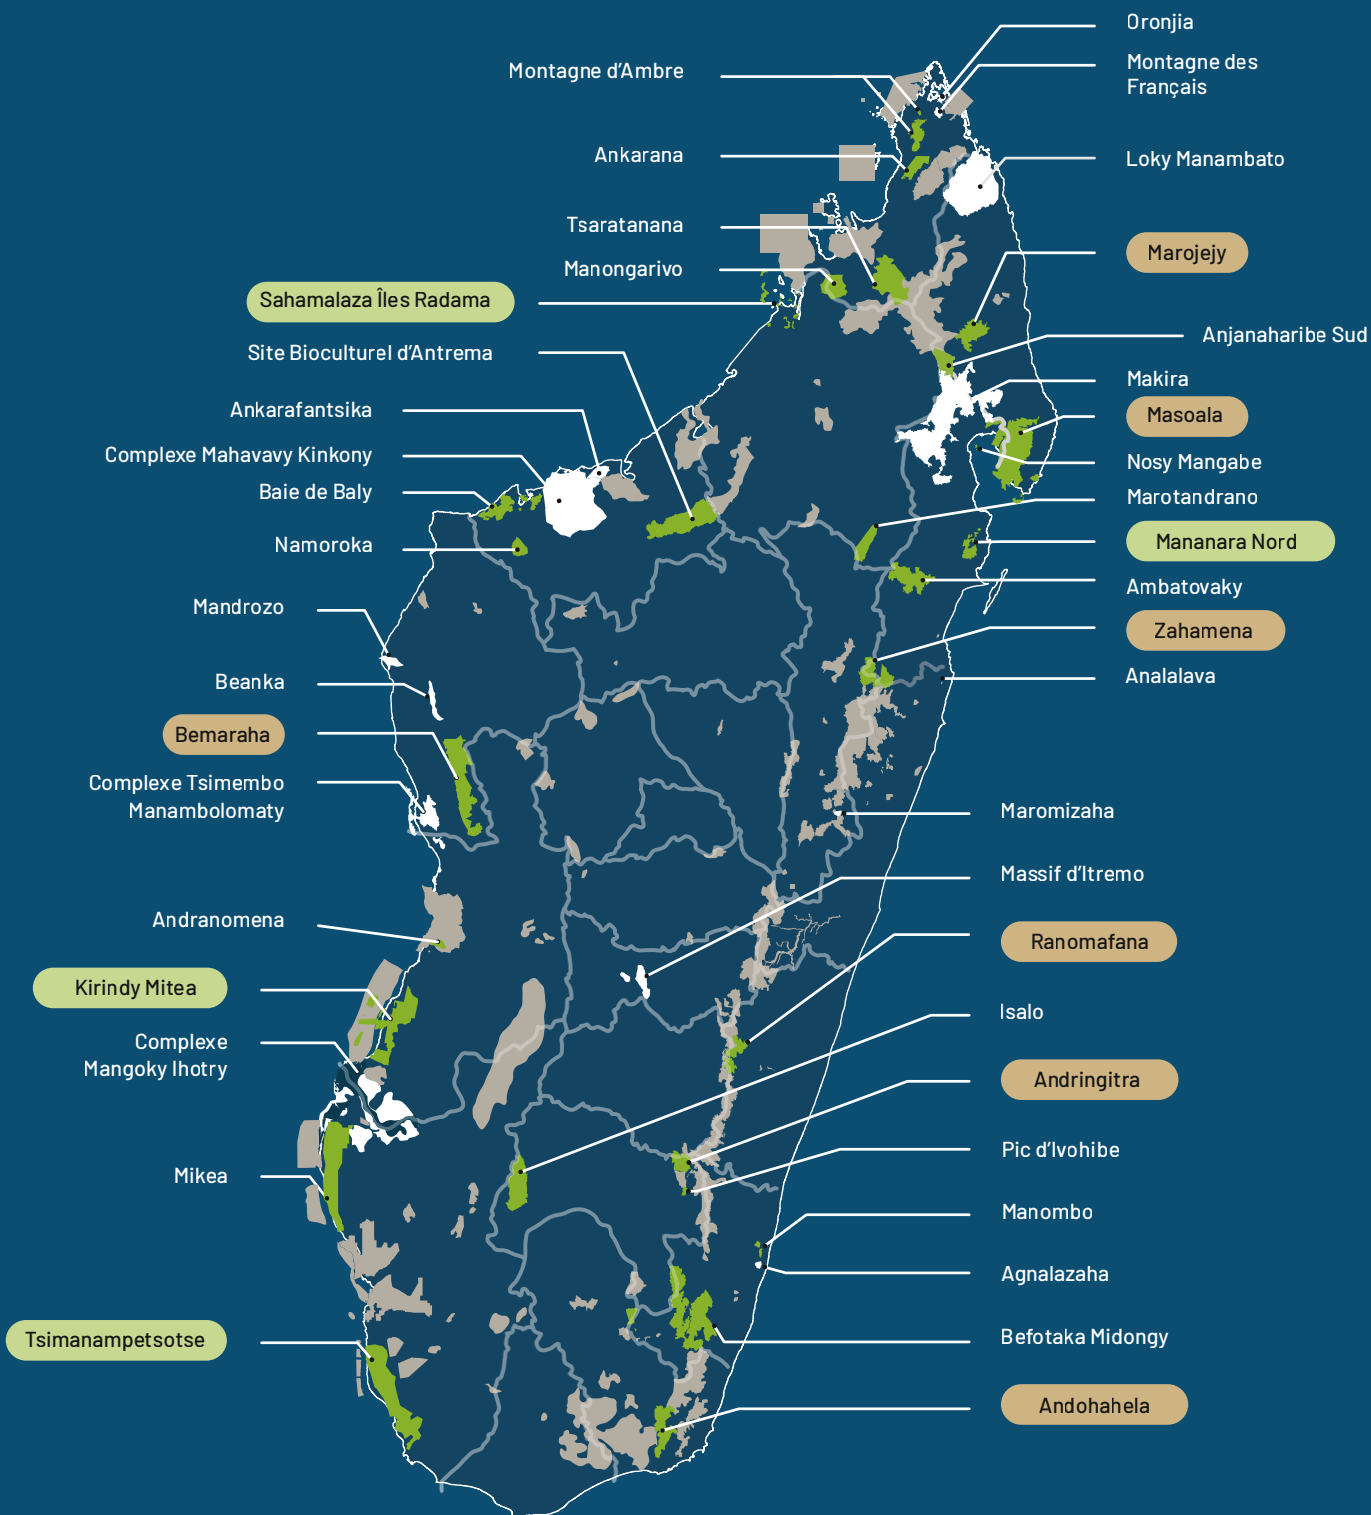 Oronjia
Montagne d'Ambre
Montagne des
Français
Ankarana
Loky Manambato
Tsaratanana
Marojejy
Manongarivo
Sahamalaza Îles Radama
Anjanaharibe Sud
Site Bioculturel d'Antrema
Makira
Ankarafantsika
Masoala
Complexe Mahavavy Kinkony
Nosy Mangabe
Baie de Baly
Marotandrano
Namoroka
Mananara Nord
Ambatovaky
Mandrozo
Zahamena
Beanka
Analalava
Bemaraha
Complexe Tsimembo
Manambolomaty
Maromizaha
Massif d'Itremo
Andranomena
Ranomafana
Kirindy Mitea
Isalo
Complexe
Mangoky Ihotry
Andringitra
Pic d'Ivohibe
Mikea
Manombo
Agnalazaha
Tsimanampetsotse
Befotaka Midongy
Andohahela